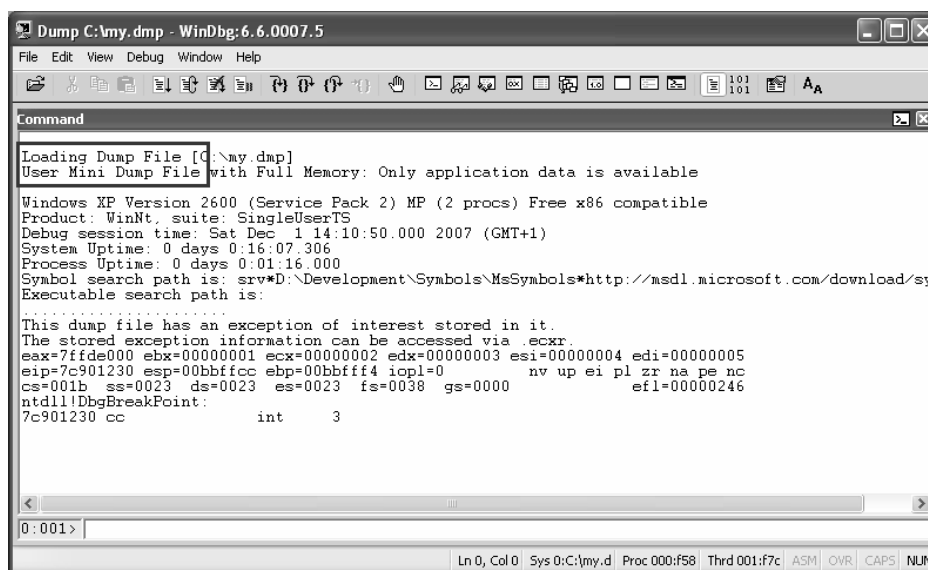 Dump C:\my.dmp - WinDbg:6.6.0007.5
File Edit View Debug Window Help
Command
Loading Dump File [C:\my.dmp]
User Mini Dump File with Full Memory: Only application data is available
Windows XP Version 2600 (Service Pack 2) MP (2 procs) Free x86 compatible
Product: WinNt, suite: SingleUserTS
Debug session time: Sat Dec  1 14:10:50.000 2007 (GMT+1)
System Uptime: 0 days 0:16:07.306
Process Uptime: 0 days 0:01:16.000
Symbol search path is: srv*D:\Development\Symbols\MsSymbols*http://msdl.microsoft.com/download/sy
Executable search path is:
......................
This dump file has an exception of interest stored in it.
The stored exception information can be accessed via .ecxr.
eax=7ffde000 ebx=00000001 ecx=00000002 edx=00000003 esi=00000004 edi=00000005
eip=7c901230 esp=00bbffcc ebp=00bbfff4 iopl=0         nv up ei pl zr na pe nc
cs=001b  ss=0023  ds=0023  es=0023  fs=0038  gs=0000             efl=00000246
ntdll!DbgBreakPoint:
7c901230 cc              int     3
0:001>
Ln 0, Col 0 Sys 0:C:\my.d Proc 000:f58 Thrd 001:f7c ASM OVR CAPS NUM